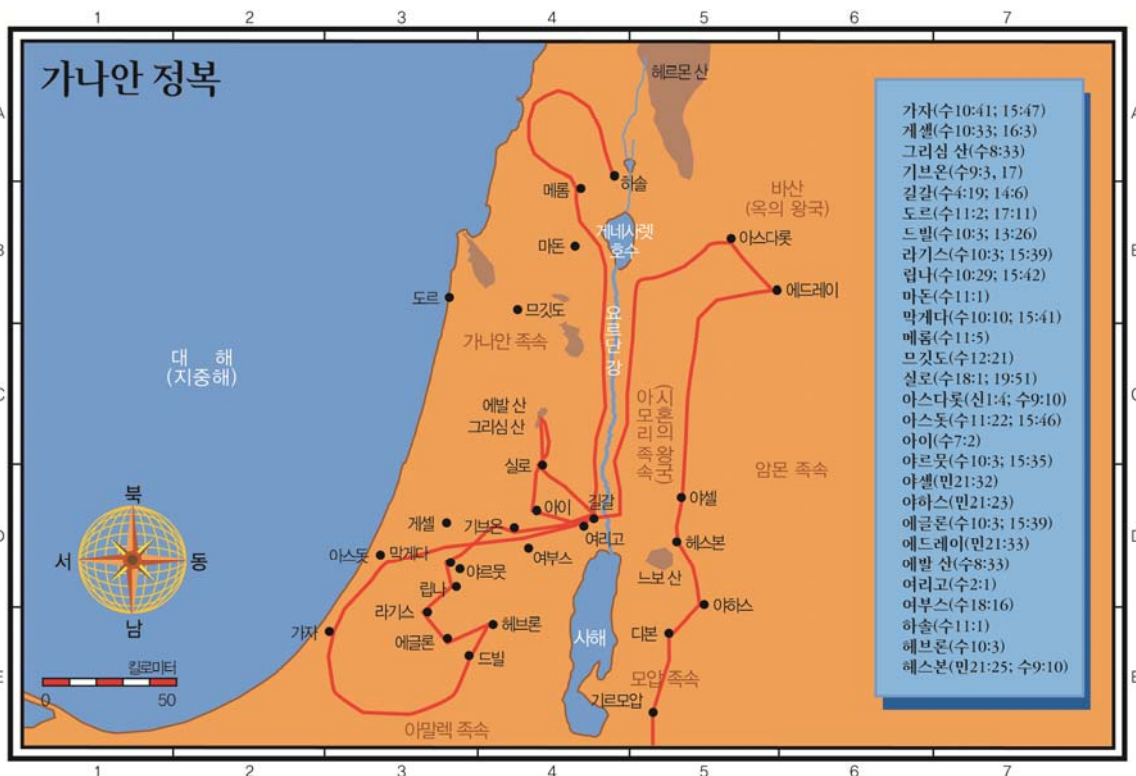 1 2 3 4 5 6 7
가나안 정복
A
B
C
D
E
A
B
C
D
E
헤르몬 산
하솔
메롬
바산
(옥의 왕국)
게네사렛
호수
아스다롯
마돈
에드레이
도르
므깃도
가나안 족속
요르단 강
대 해
(지중해)
에발 산
그리심 산
(시혼의 왕국)
아모리 족속
암몬 족속
실로
야셀
아이
길갈
게셀
기브온
여리고
헤스본
아스돗
막게다
여부스
야르뭇
느보 산
립나
야하스
라기스
헤브론
가자
에글론
디본
사해
드빌
모압 족속
기르모압
아말렉 족속
북
서
동
남
킬로미터
0 50
가자(수10:41; 15:47)
게셀(수10:33; 16:3)
그리심 산(수8:33)
기브온(수9:3, 17)
길갈(수4:19; 14:6)
도르(수11:2; 17:11)
드빌(수10:3; 13:26)
라기스(수10:3; 15:39)
립나(수10:29; 15:42)
마돈(수11:1)
막게다(수10:10; 15:41)
메롬(수11:5)
므깃도(수12:21)
실로(수18:1; 19:51)
아스다롯(신1:4; 수9:10)
아스돗(수11:22; 15:46)
아이(수7:2)
야르뭇(수10:3; 15:35)
야셀(민21:32)
야하스(민21:23)
에글론(수10:3; 15:39)
에드레이(민21:33)
에발 산(수8:33)
여리고(수2:1)
여부스(수18:16)
하솔(수11:1)
헤브론(수10:3)
헤스본(민21:25; 수9:10)
1 2 3 4 5 6 7